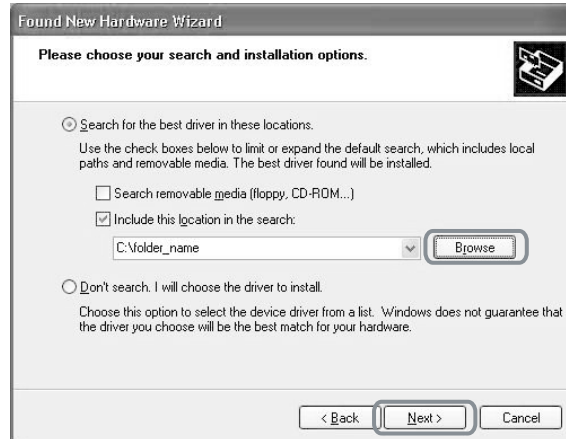 Found New Hardware Wizard
Please choose your search and installation options.
Search for the best driver in these locations.
Use the check boxes below to limit or expand the default search, which includes local
paths and removable media. The best driver found will be installed.
Search removable media (floppy, CD-ROM...)
Include this location in the search:
C:\folder_name
Browse
Don't search. I will choose the driver to install.
Choose this option to select the device driver from a list. Windows does not guarantee that
the driver you choose will be the best match for your hardware.
< Back
Next >
Cancel